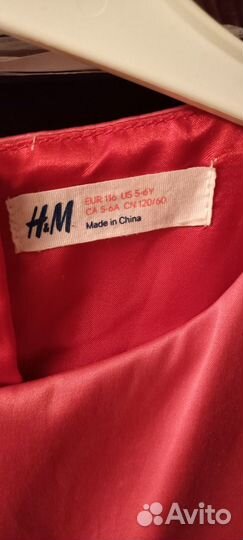 H&M
EUR 116 US 5-6Y
CA 5-6A CN 120/60
Made in China
Avito